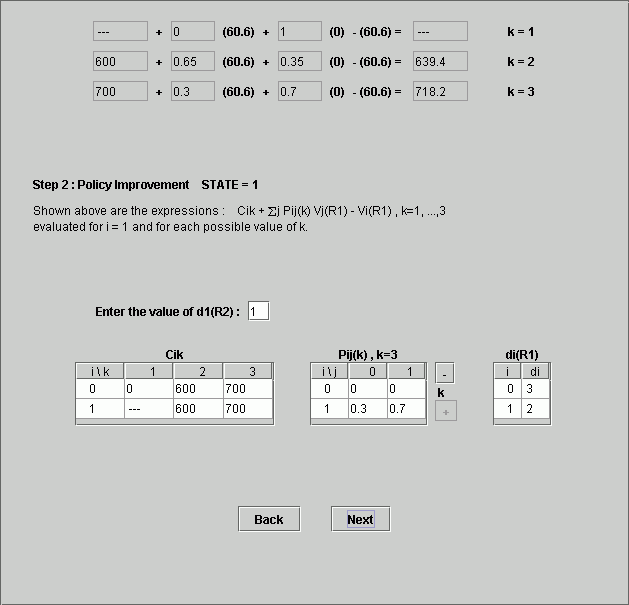 --- + 0 (60.6) + 1 (0) - (60.6) = --- k = 1
600 + 0.65 (60.6) + 0.35 (0) - (60.6) = 639.4 k = 2
700 + 0.3 (60.6) + 0.7 (0) - (60.6) = 718.2 k = 3
Step 2 : Policy Improvement STATE = 1
Shown above are the expressions : Cik + Σj Pij(k) Vj(R1) - Vi(R1) , k=1, ...,3
evaluated for i = 1 and for each possible value of k.
Enter the value of d1(R2) : 1
Cik Pij(k) , k=3 di(R1)
i \ k 1 2 3 i \ j 0 1 - i di
0 0 600 700 0 0 0 k 0 3
1 --- 600 700 1 0.3 0.7 + 1 2
Back Next